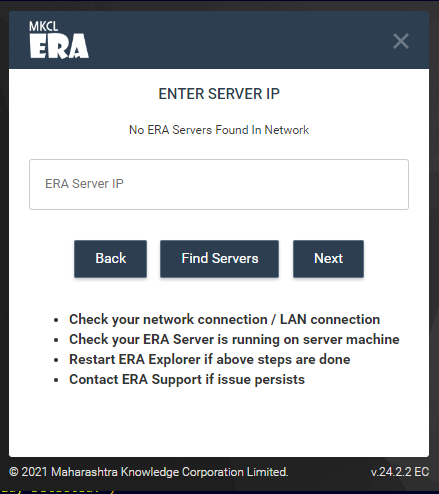 MKCL
ERA
ENTER SERVER IP
No ERA Servers Found In Network
ERA Server IP
Back Find Servers Next
• Check your network connection / LAN connection
• Check your ERA Server is running on server machine
• Restart ERA Explorer if above steps are done
• Contact ERA Support if issue persists
© 2021 Maharashtra Knowledge Corporation Limited. v.24.2.2 EC